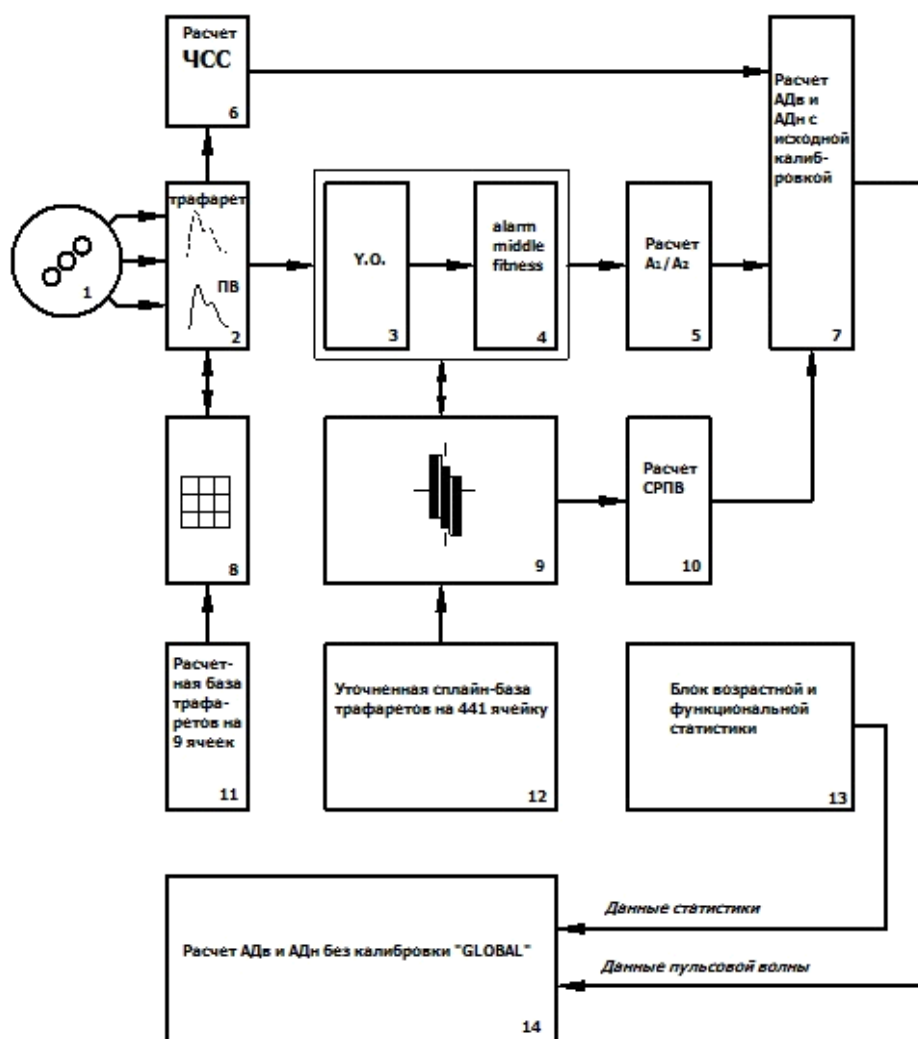 Расчет
ЧСС
6
Расчет
АДв и
АДн с
исходной
калиб-
ровкой
7
1
трафарет
ПВ
2
Y.O.
3
alarm
middle
fitness
4
Расчет
A1/A2
5
8
9
Расчет
СРПВ
10
Расчет-
ная база
трафа-
ретов на
9 ячеек
11
Уточненная сплайн-база
трафаретов на 441 ячейку
12
Блок возрастной и
функциональной
статистики
13
Данные статистики
Расчет АДв и АДн без калибровки "GLOBAL"
Данные пульсовой волны
14